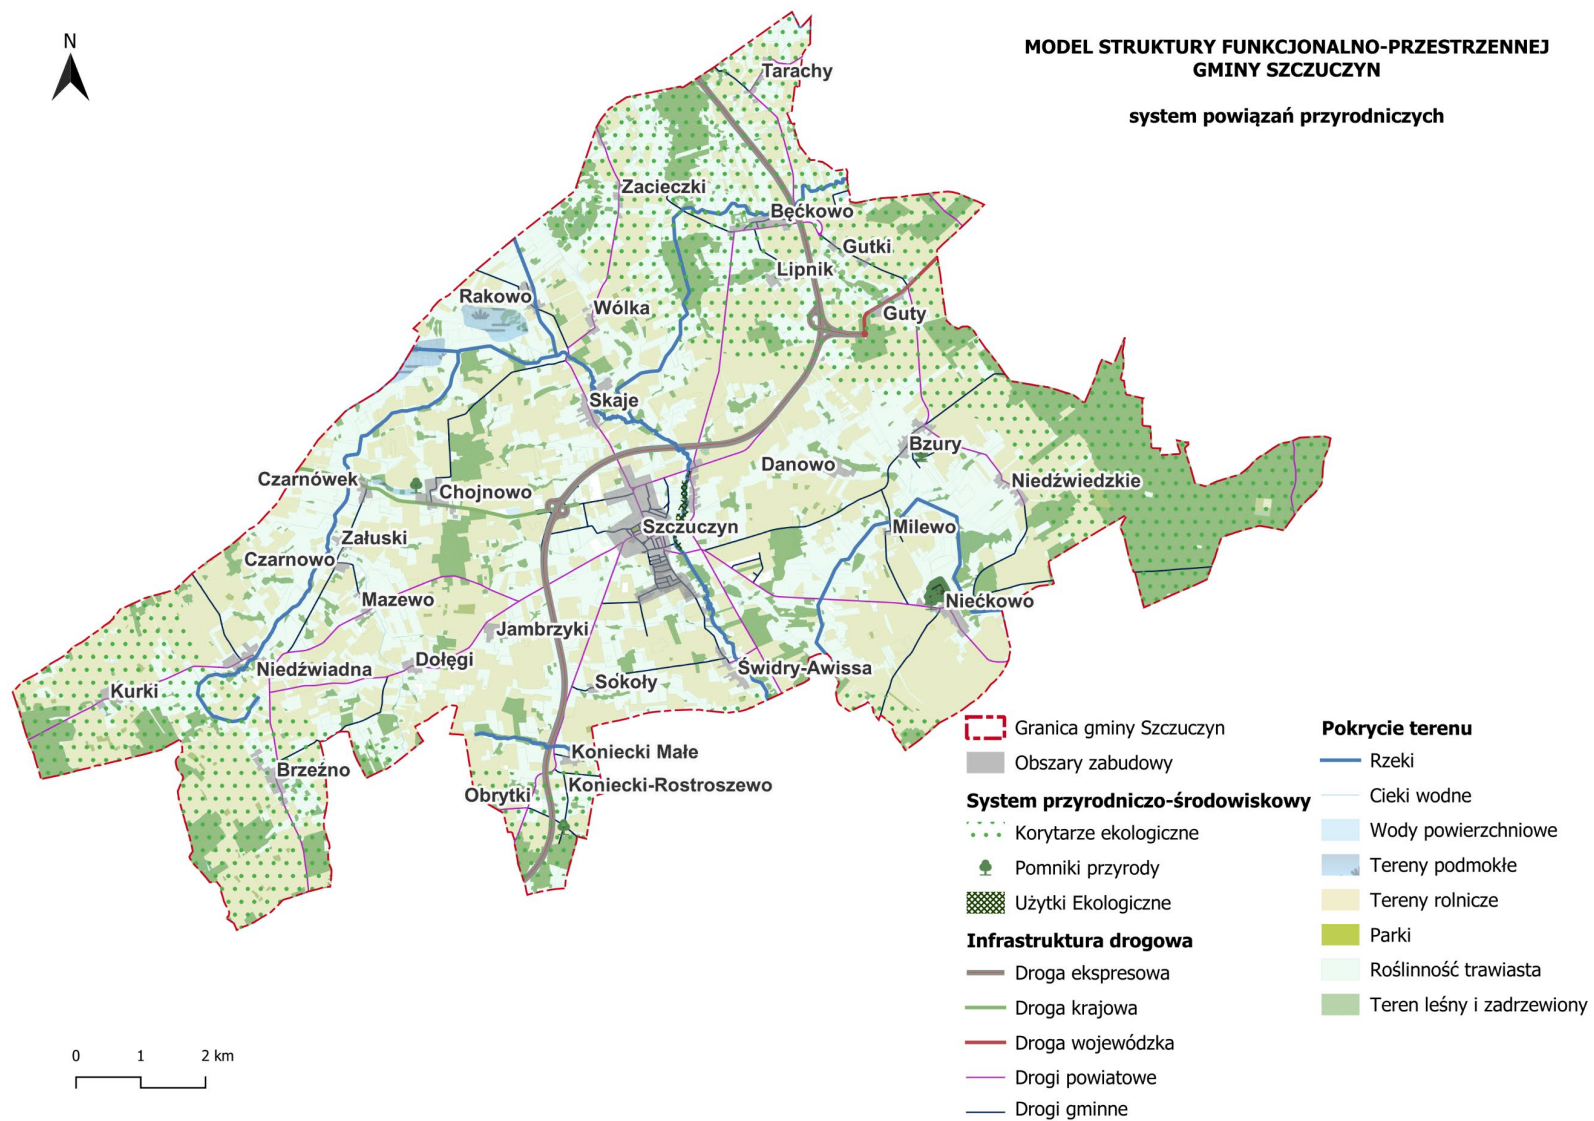 N
MODEL STRUKTURY FUNKCJONALNO-PRZESTRZENNEJ
GMINY SZCZUCZYN
system powiązań przyrodniczych
Tarachy
Zacieczki
Bęćkowo
Gutki
Lipnik
Rakowo
Wólka
Guty
Skaje
Bzury
Danowo
Czarnówek
Chojnowo
Niedźwiedzkie
Szczuczyn
Milewo
Załuski
Czarnowo
Mazewo
Niećkowo
Jambrzyki
Dołęgi
Niedźwiadna
Świdry-Awissa
Kurki
Sokoły
Koniecki Małe
Brzeźno
Koniecki-Rostroszewo
Obrytki
Granica gminy Szczuczyn
Obszary zabudowy
System przyrodniczo-środowiskowy
Korytarze ekologiczne
Pomniki przyrody
Użytki Ekologiczne
Infrastruktura drogowa
Droga ekspresowa
Droga krajowa
Droga wojewódzka
Drogi powiatowe
Drogi gminne
Pokrycie terenu
Rzeki
Cieki wodne
Wody powierzchniowe
Tereny podmokłe
Tereny rolnicze
Parki
Roślinność trawiasta
Teren leśny i zadrzewiony
0 1 2 km